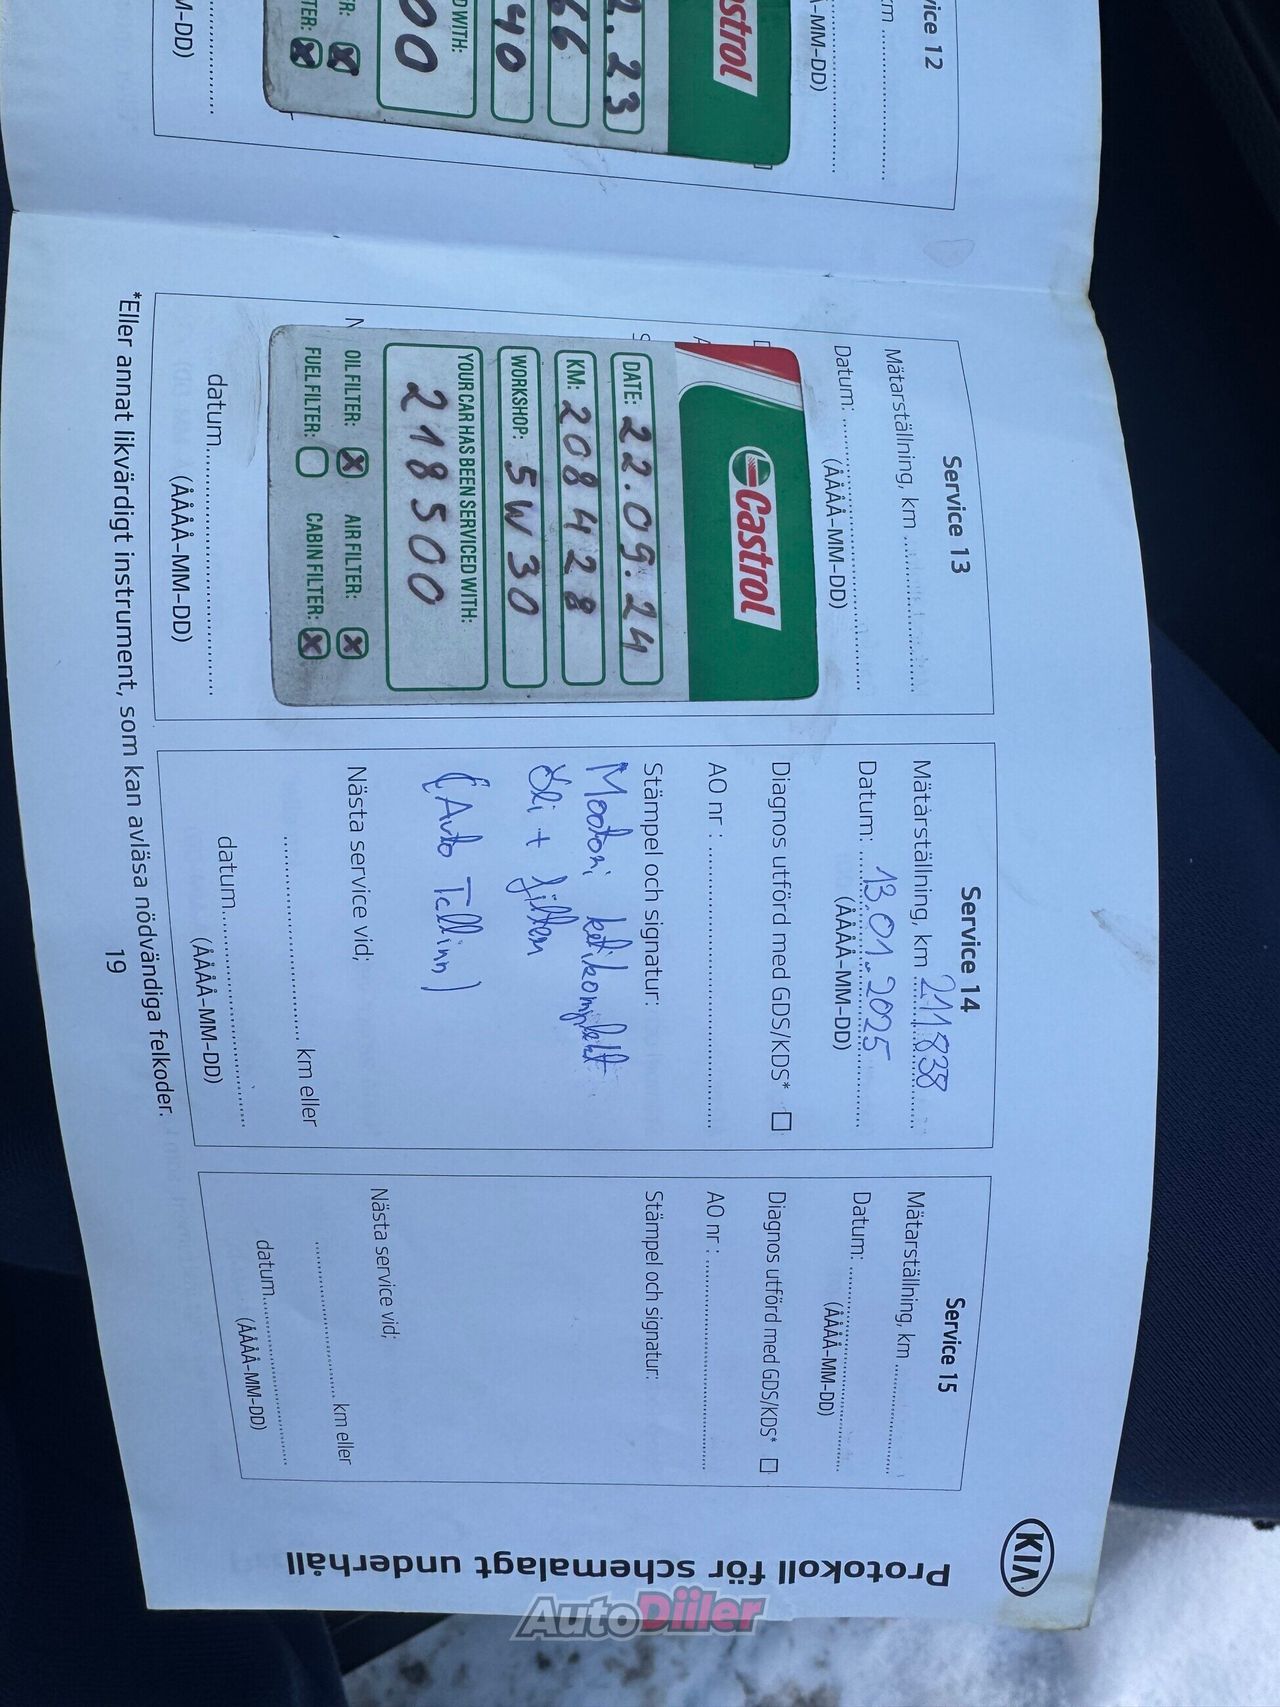 vice 12
km ..............................
Å-MM-DD)
Castrol
2.23
66
40
D WITH:
00
R: X
TER: X
M-DD)
Service 13
Mätarställning, km ..............................
Datum: ..............................
(ÅÅÅÅ-MM-DD)
Castrol
DATE: 22.09.24
KM: 208428
WORKSHOP: 5W30
YOUR CAR HAS BEEN SERVICED WITH:
218500
OIL FILTER: X AIR FILTER: X
FUEL FILTER: CABIN FILTER: X
datum..............................
(ÅÅÅÅ-MM-DD)
Service 14
Mätarställning, km 211838
Datum: 13.01.2025
(ÅÅÅÅ-MM-DD)
Diagnos utförd med GDS/KDS* □
AO nr : ..............................
Stämpel och signatur:
Mootori ketikomplekt
Õli + filter
(Auto Tallinn)
Nästa service vid;
.............................. km eller
datum..............................
(ÅÅÅÅ-MM-DD)
Service 15
Mätarställning, km ..............................
Datum: ..............................
(ÅÅÅÅ-MM-DD)
Diagnos utförd med GDS/KDS* □
AO nr : ..............................
Stämpel och signatur:
Nästa service vid;
.............................. km eller
datum..............................
(ÅÅÅÅ-MM-DD)
*Eller annat likvärdigt instrument, som kan avläsa nödvändiga felkoder.
19
KIA
Protokoll för schemalagt underhåll
AutoDiiler